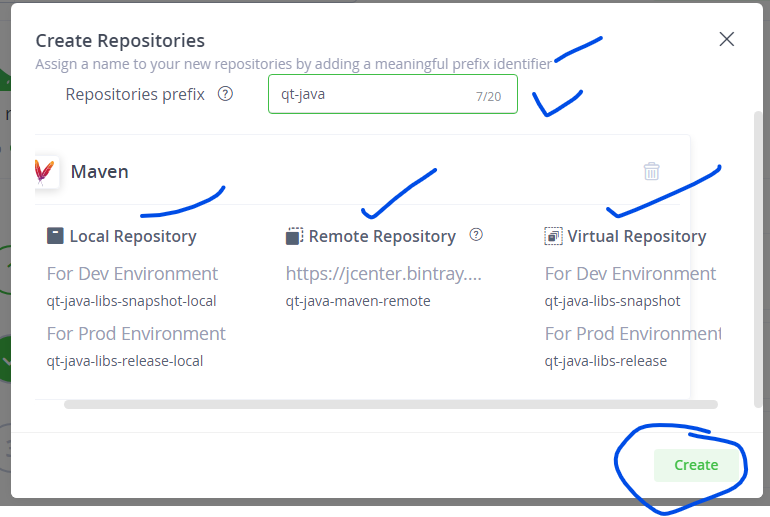 Create Repositories
Assign a name to your new repositories by adding a meaningful prefix identifier
Repositories prefix ?
qt-java 7/20
Maven
Local Repository Remote Repository ? Virtual Repository
For Dev Environment https://jcenter.bintray.... For Dev Environment
qt-java-libs-snapshot-local qt-java-maven-remote qt-java-libs-snapshot
For Prod Environment For Prod Environment
qt-java-libs-release-local qt-java-libs-release
Create